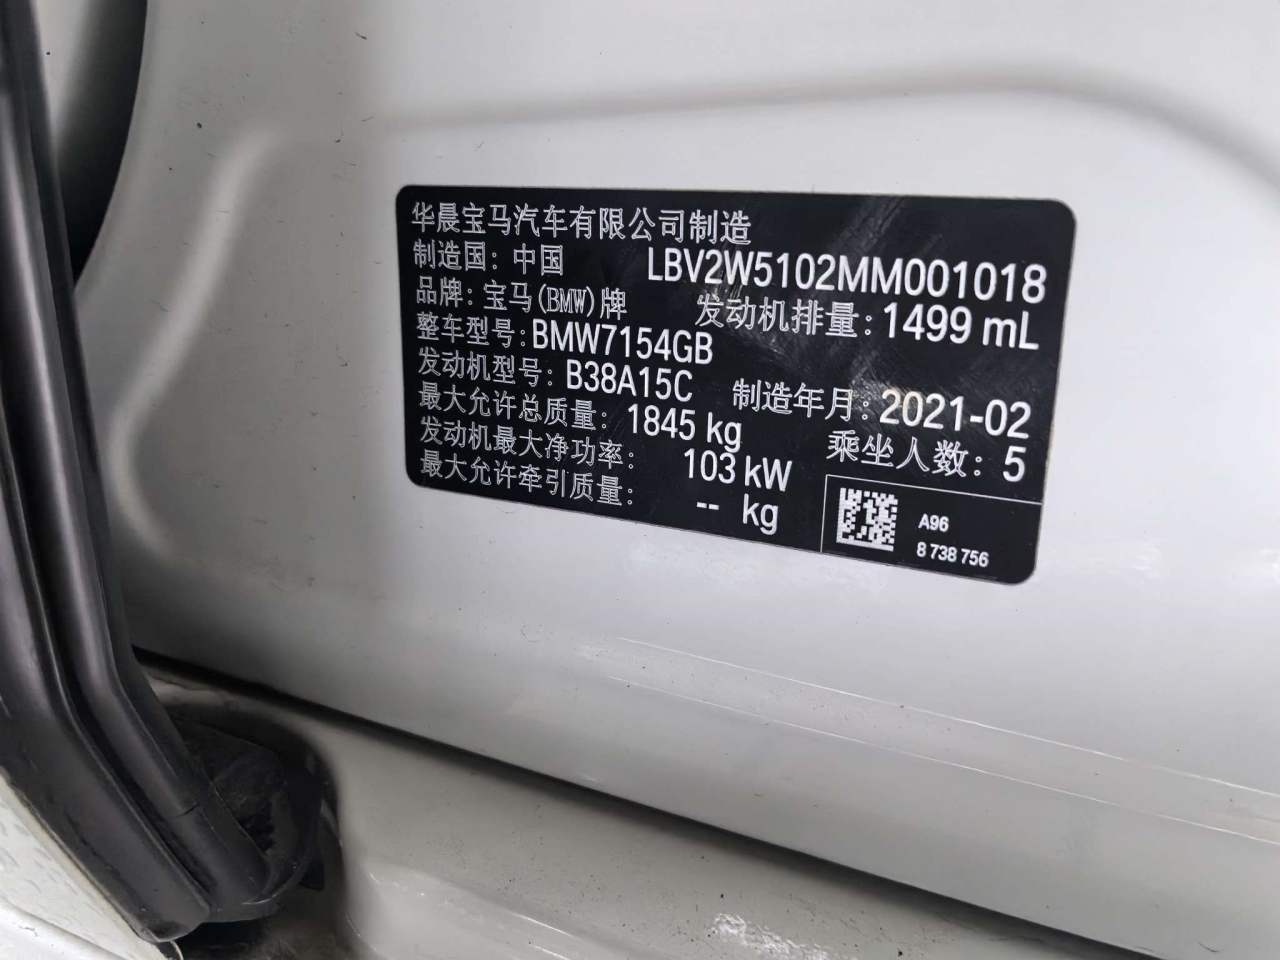 华晨宝马汽车有限公司制造
制造国: 中国 LBV2W5102MM001018
品牌: 宝马(BMW)牌 发动机排量: 1499 mL
整车型号: BMW7154GB
发动机型号: B38A15C 制造年月: 2021-02
最大允许总质量: 1845 kg 乘坐人数: 5
发动机最大净功率: 103 kW
最大允许牵引质量: -- kg
A96
8 738 756